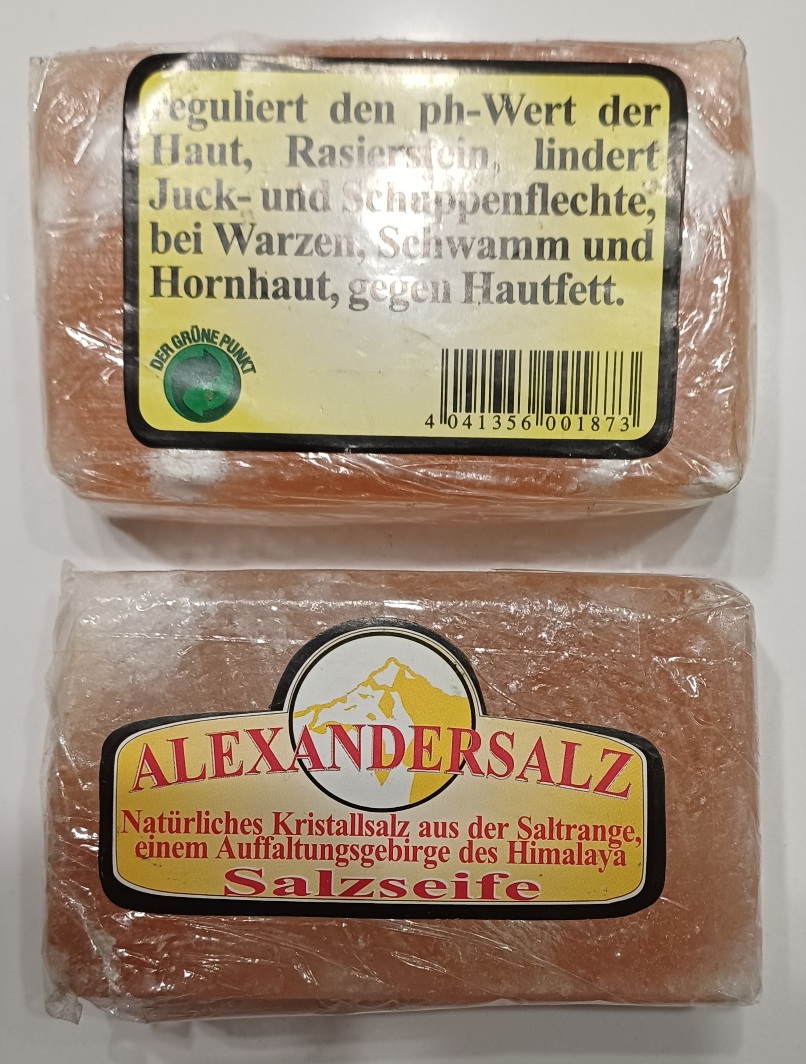 reguliert den ph-Wert der
Haut, Rasierstein, lindert
Juck- und Schuppenflechte,
bei Warzen, Schwamm und
Hornhaut, gegen Hautfett.
DER GRÜNE PUNKT
4 041356 001873
ALEXANDERSALZ
Natürliches Kristallsalz aus der Saltrange,
einem Auffaltungsgebirge des Himalaya
Salzseife